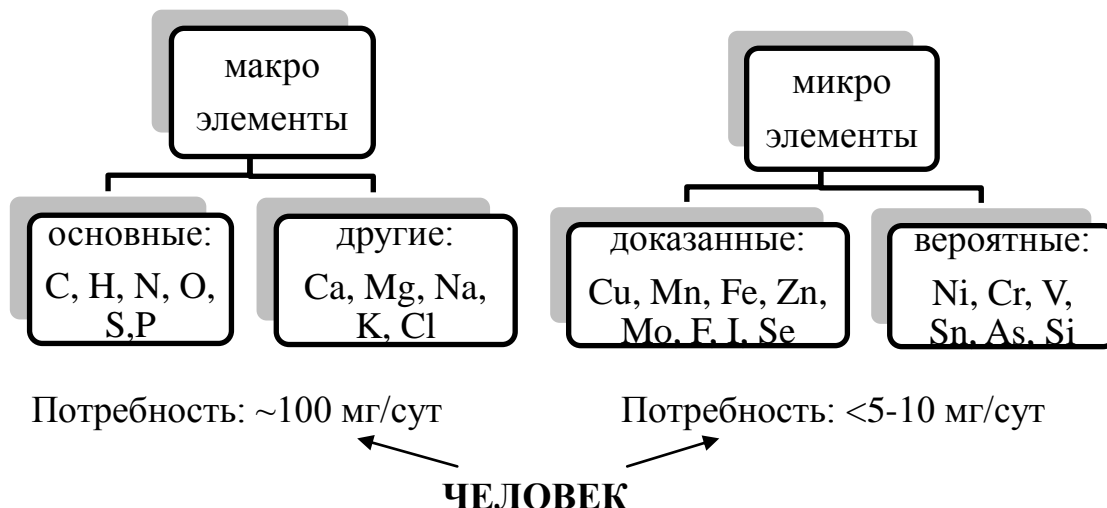 макро
элементы
микро
элементы
основные:
C, H, N, O,
S,P
другие:
Ca, Mg, Na,
K, Cl
доказанные:
Cu, Mn, Fe, Zn,
Mo, F, I, Se
вероятные:
Ni, Cr, V,
Sn, As, Si
Потребность: ~100 мг/сут
Потребность: <5-10 мг/сут
ЧЕЛОВЕК